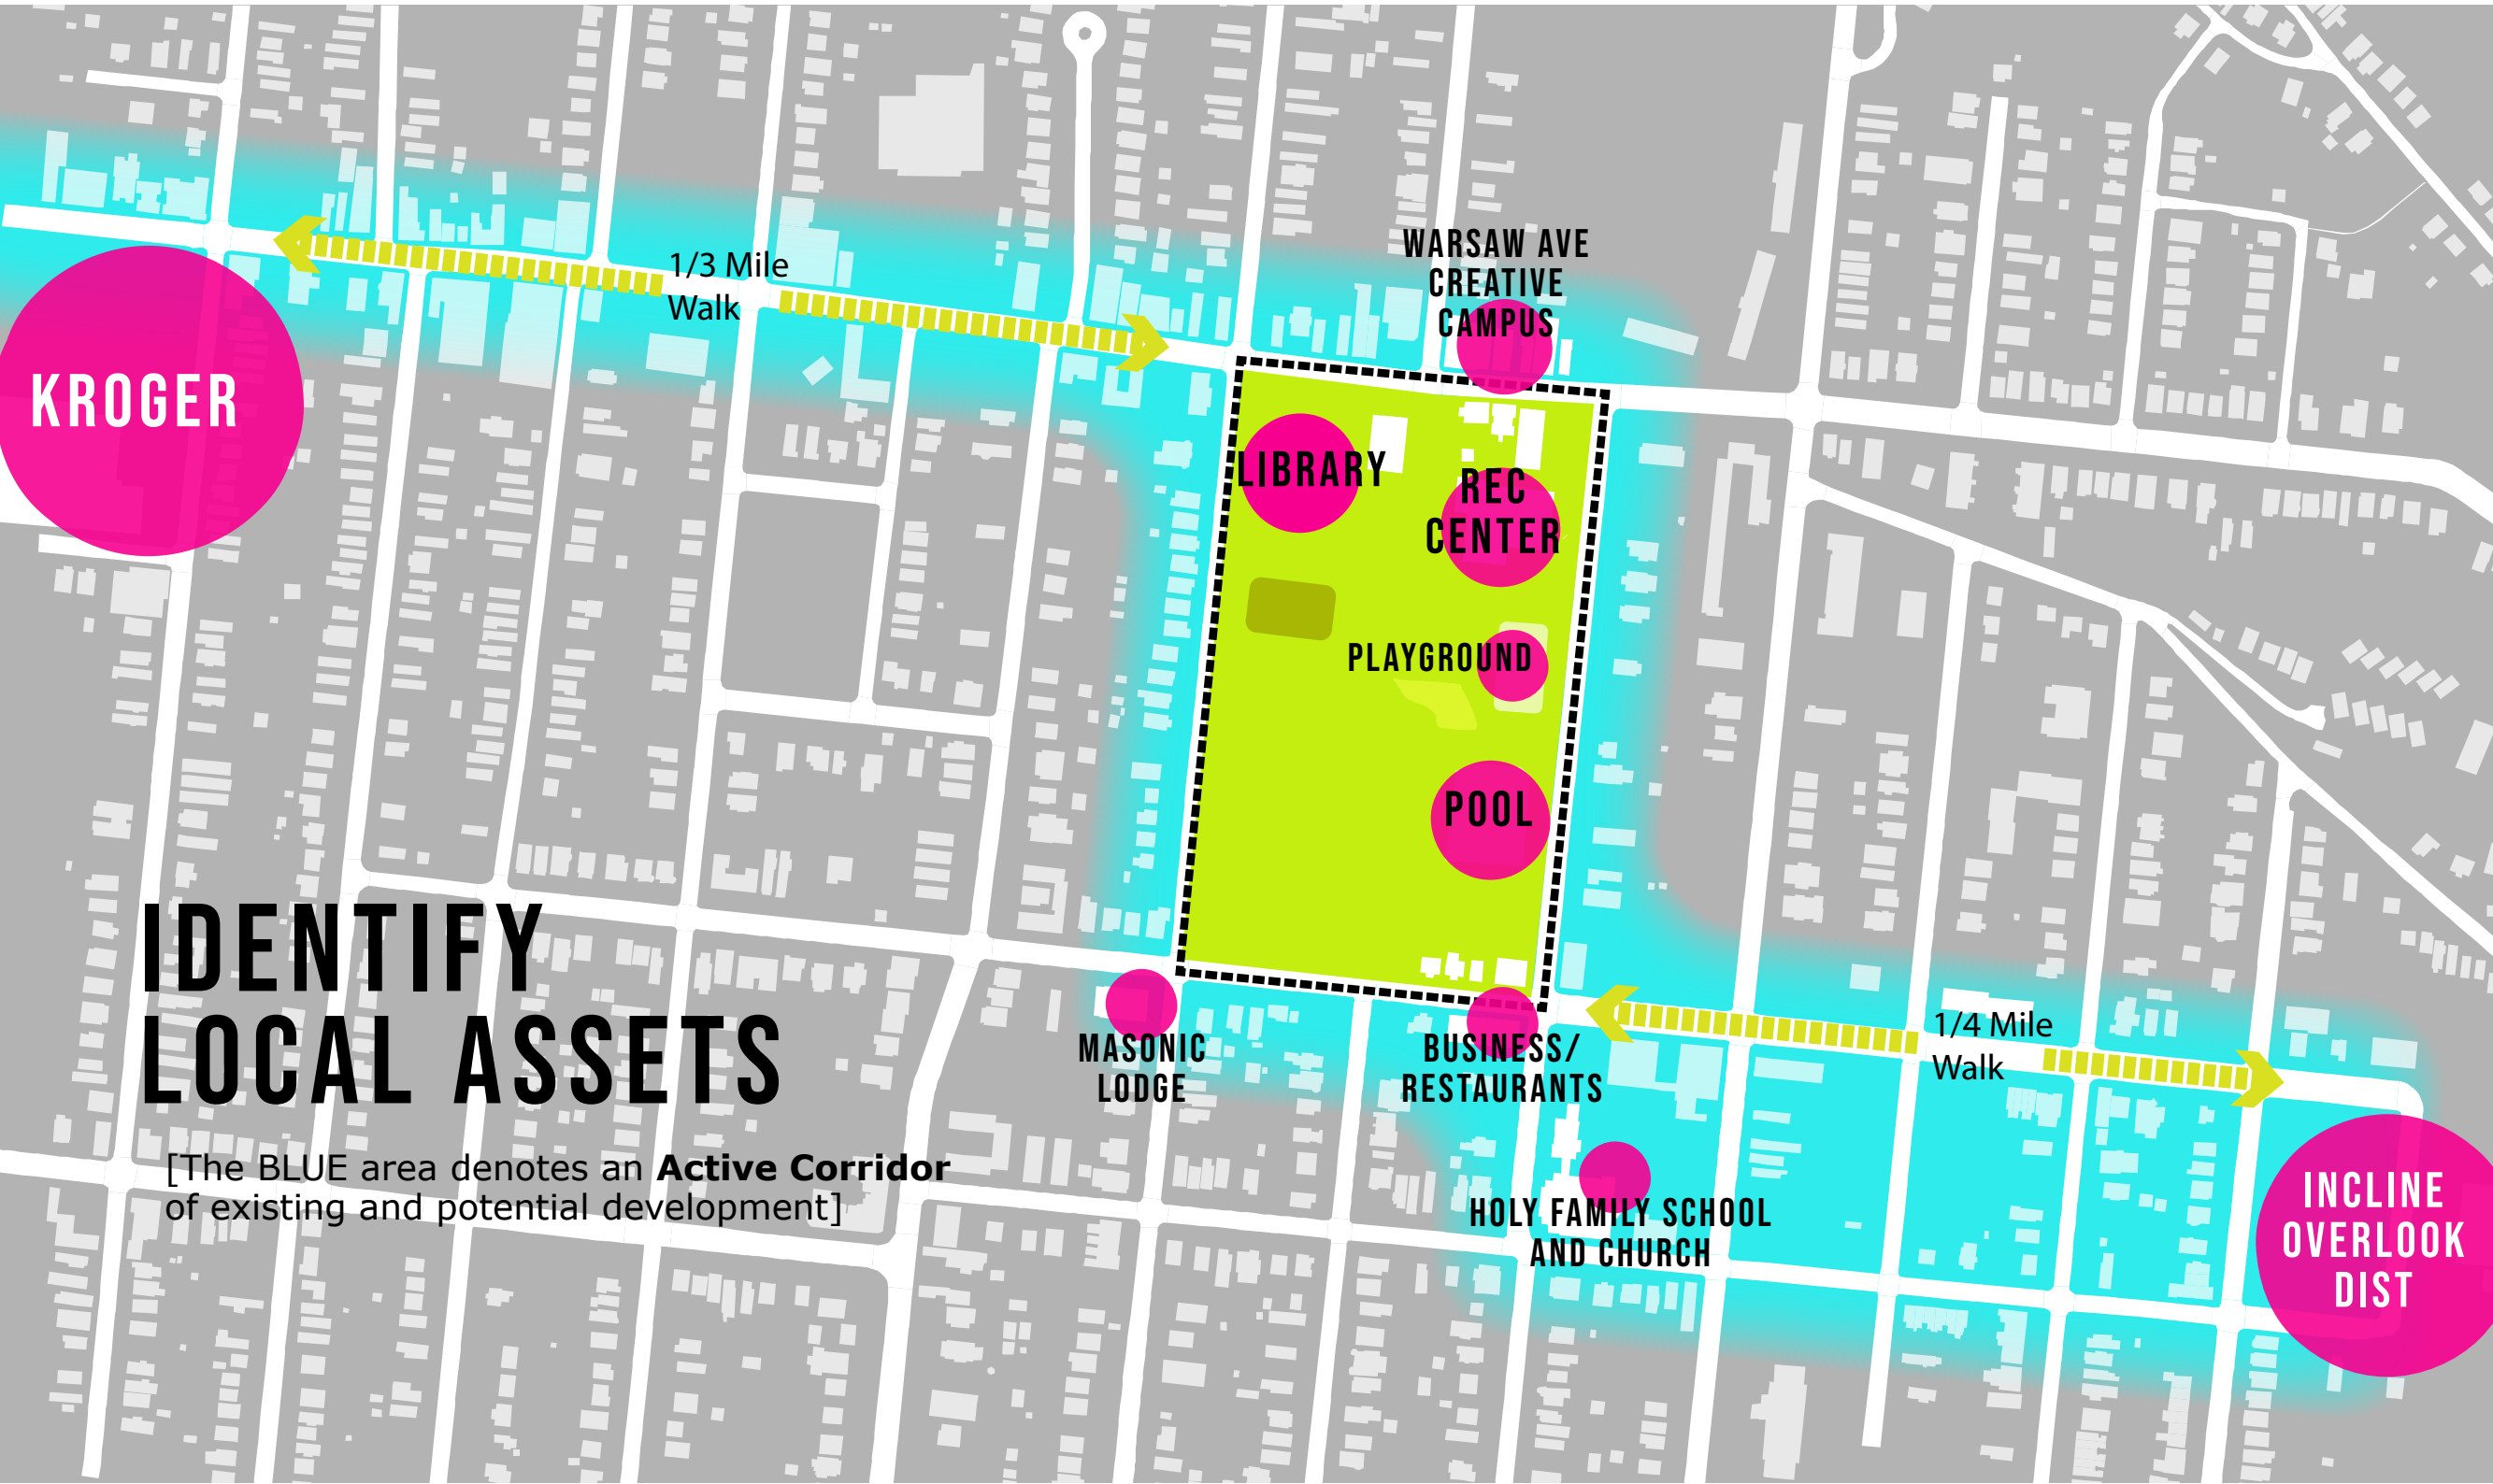 1/3 Mile
Walk
WARSAW AVE
CREATIVE
CAMPUS
KROGER
LIBRARY
REC
CENTER
PLAYGROUND
POOL
IDENTIFY
LOCAL ASSETS
[The BLUE area denotes an Active Corridor
of existing and potential development]
MASONIC
LODGE
BUSINESS/
RESTAURANTS
1/4 Mile
Walk
HOLY FAMILY SCHOOL
AND CHURCH
INCLINE
OVERLOOK
DIST